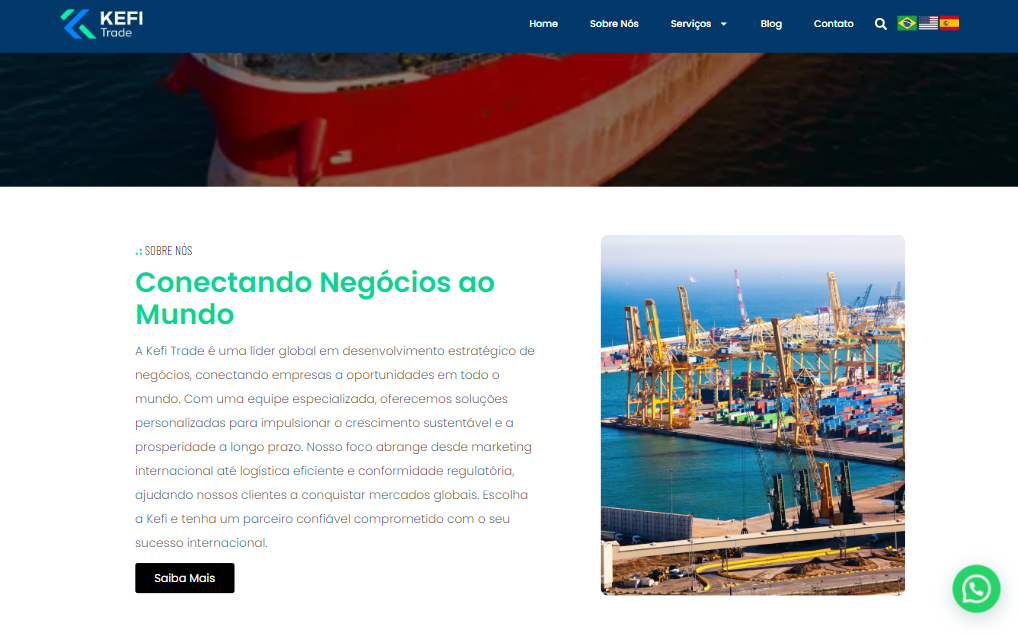 KEFI
Trade
Home Sobre Nós Serviços Blog Contato
SOBRE NÓS
Conectando Negócios ao
Mundo
A Kefi Trade é uma líder global em desenvolvimento estratégico de
negócios, conectando empresas a oportunidades em todo o
mundo. Com uma equipe especializada, oferecemos soluções
personalizadas para impulsionar o crescimento sustentável e a
prosperidade a longo prazo. Nosso foco abrange desde marketing
internacional até logística eficiente e conformidade regulatória,
ajudando nossos clientes a conquistar mercados globais. Escolha
a Kefi e tenha um parceiro confiável comprometido com o seu
sucesso internacional.
Saiba Mais